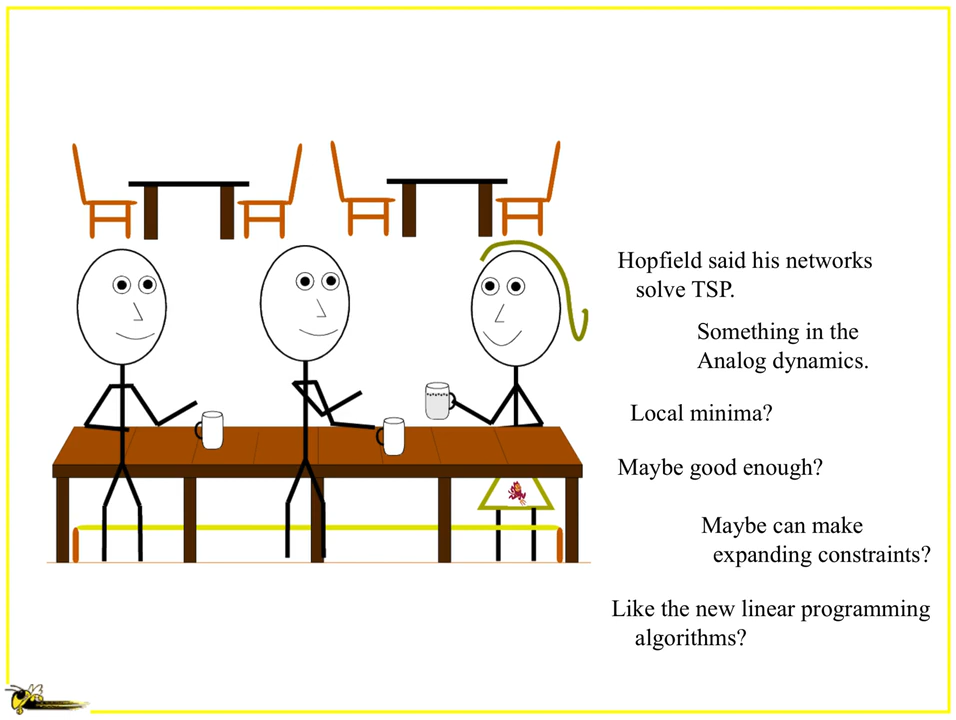 Hopfield said his networks
solve TSP.
Something in the
Analog dynamics.
Local minima?
Maybe good enough?
Maybe can make
expanding constraints?
Like the new linear programming
algorithms?